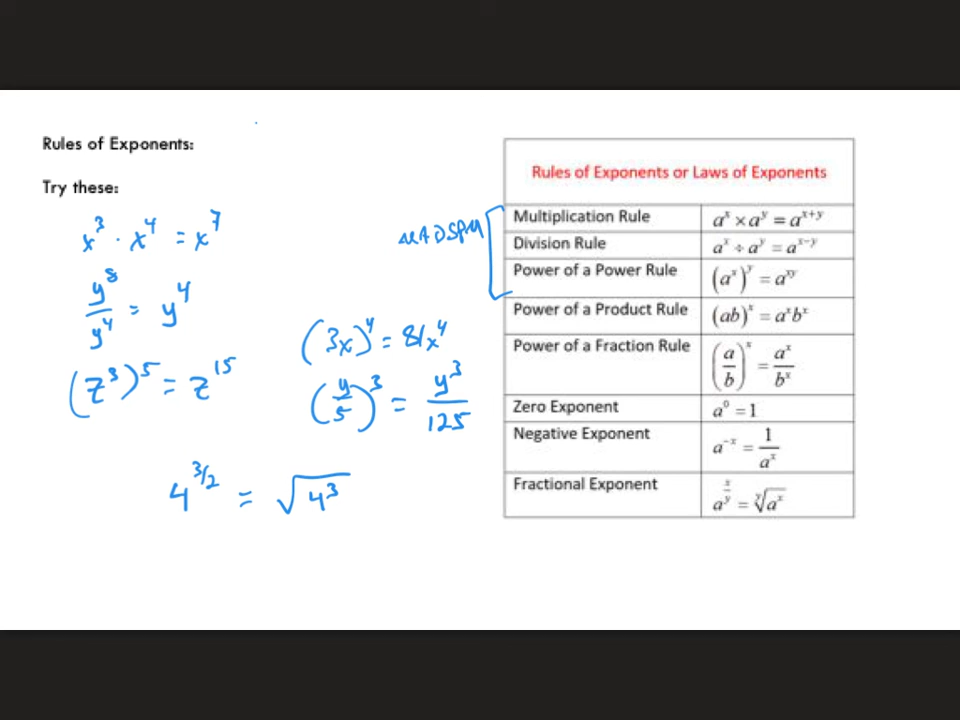 Rules of Exponents:
Try these:
x³ · x⁴ = x⁷
y⁸/y⁴ = y⁴
(z³)⁵ = z¹⁵
(3x)⁴ = 81x⁴
(y/5)³ = y³/125
4^(3/2) = √4³
MADSPM
Rules of Exponents or Laws of Exponents
Multiplication Rule aˣ × aʸ = aˣ⁺ʸ
Division Rule aˣ ÷ aʸ = aˣ⁻ʸ
Power of a Power Rule (aˣ)ʸ = aˣʸ
Power of a Product Rule (ab)ˣ = aˣbˣ
Power of a Fraction Rule (a/b)ˣ = aˣ/bˣ
Zero Exponent a⁰ = 1
Negative Exponent a⁻ˣ = 1/aˣ
Fractional Exponent a^(x/y) = ʸ√aˣ